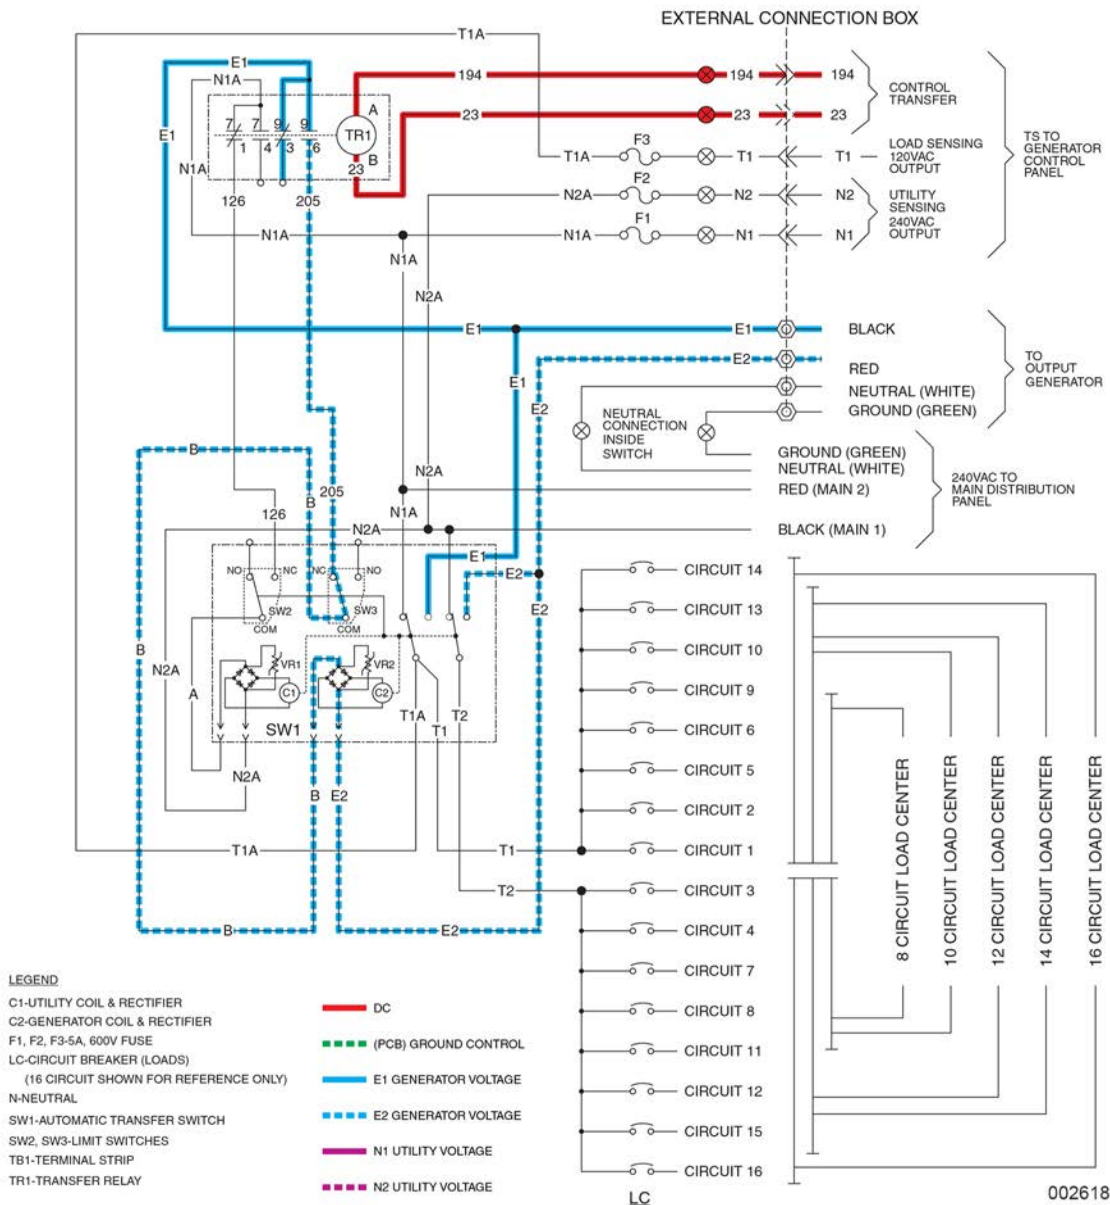 EXTERNAL CONNECTION BOX
T1A
E1
N1A
194
194
194
CONTROL
TRANSFER
A
7
7
9
9
TR1
23
23
23
E1
1
4
3
6
B
23
F3
T1A
T1
T1
LOAD SENSING
120VAC
OUTPUT
TS TO
GENERATOR
CONTROL
PANEL
N1A
F2
N2A
N2
N2
UTILITY
SENSING
240VAC
OUTPUT
126
205
F1
N1A
N1A
N1
N1
N1A
N2A
E1
E1
BLACK
E2
RED
TO
OUTPUT
GENERATOR
E1
NEUTRAL (WHITE)
E2
GROUND (GREEN)
NEUTRAL
CONNECTION
INSIDE
SWITCH
B
GROUND (GREEN)
NEUTRAL (WHITE)
240VAC TO
MAIN DISTRIBUTION
PANEL
N2A
205
RED (MAIN 2)
B
126
N1A
N2A
BLACK (MAIN 1)
E1
NO
NC
NC
NO
E2
CIRCUIT 14
SW2
SW3
E2
CIRCUIT 13
COM
COM
B
N2A
VR1
VR2
CIRCUIT 10
A
C1
C2
CIRCUIT 9
T1A
T2
SW1
T1
CIRCUIT 6
N2A
CIRCUIT 5
B
E2
CIRCUIT 2
T1A
T1
CIRCUIT 1
T2
CIRCUIT 3
B
E2
CIRCUIT 4
CIRCUIT 7
CIRCUIT 8
CIRCUIT 11
CIRCUIT 12
CIRCUIT 15
CIRCUIT 16
LC
8 CIRCUIT LOAD CENTER
10 CIRCUIT LOAD CENTER
12 CIRCUIT LOAD CENTER
14 CIRCUIT LOAD CENTER
16 CIRCUIT LOAD CENTER
LEGEND
C1-UTILITY COIL & RECTIFIER
C2-GENERATOR COIL & RECTIFIER
F1, F2, F3-5A, 600V FUSE
LC-CIRCUIT BREAKER (LOADS)
(16 CIRCUIT SHOWN FOR REFERENCE ONLY)
N-NEUTRAL
SW1-AUTOMATIC TRANSFER SWITCH
SW2, SW3-LIMIT SWITCHES
TB1-TERMINAL STRIP
TR1-TRANSFER RELAY
DC
(PCB) GROUND CONTROL
E1 GENERATOR VOLTAGE
E2 GENERATOR VOLTAGE
N1 UTILITY VOLTAGE
N2 UTILITY VOLTAGE
002618